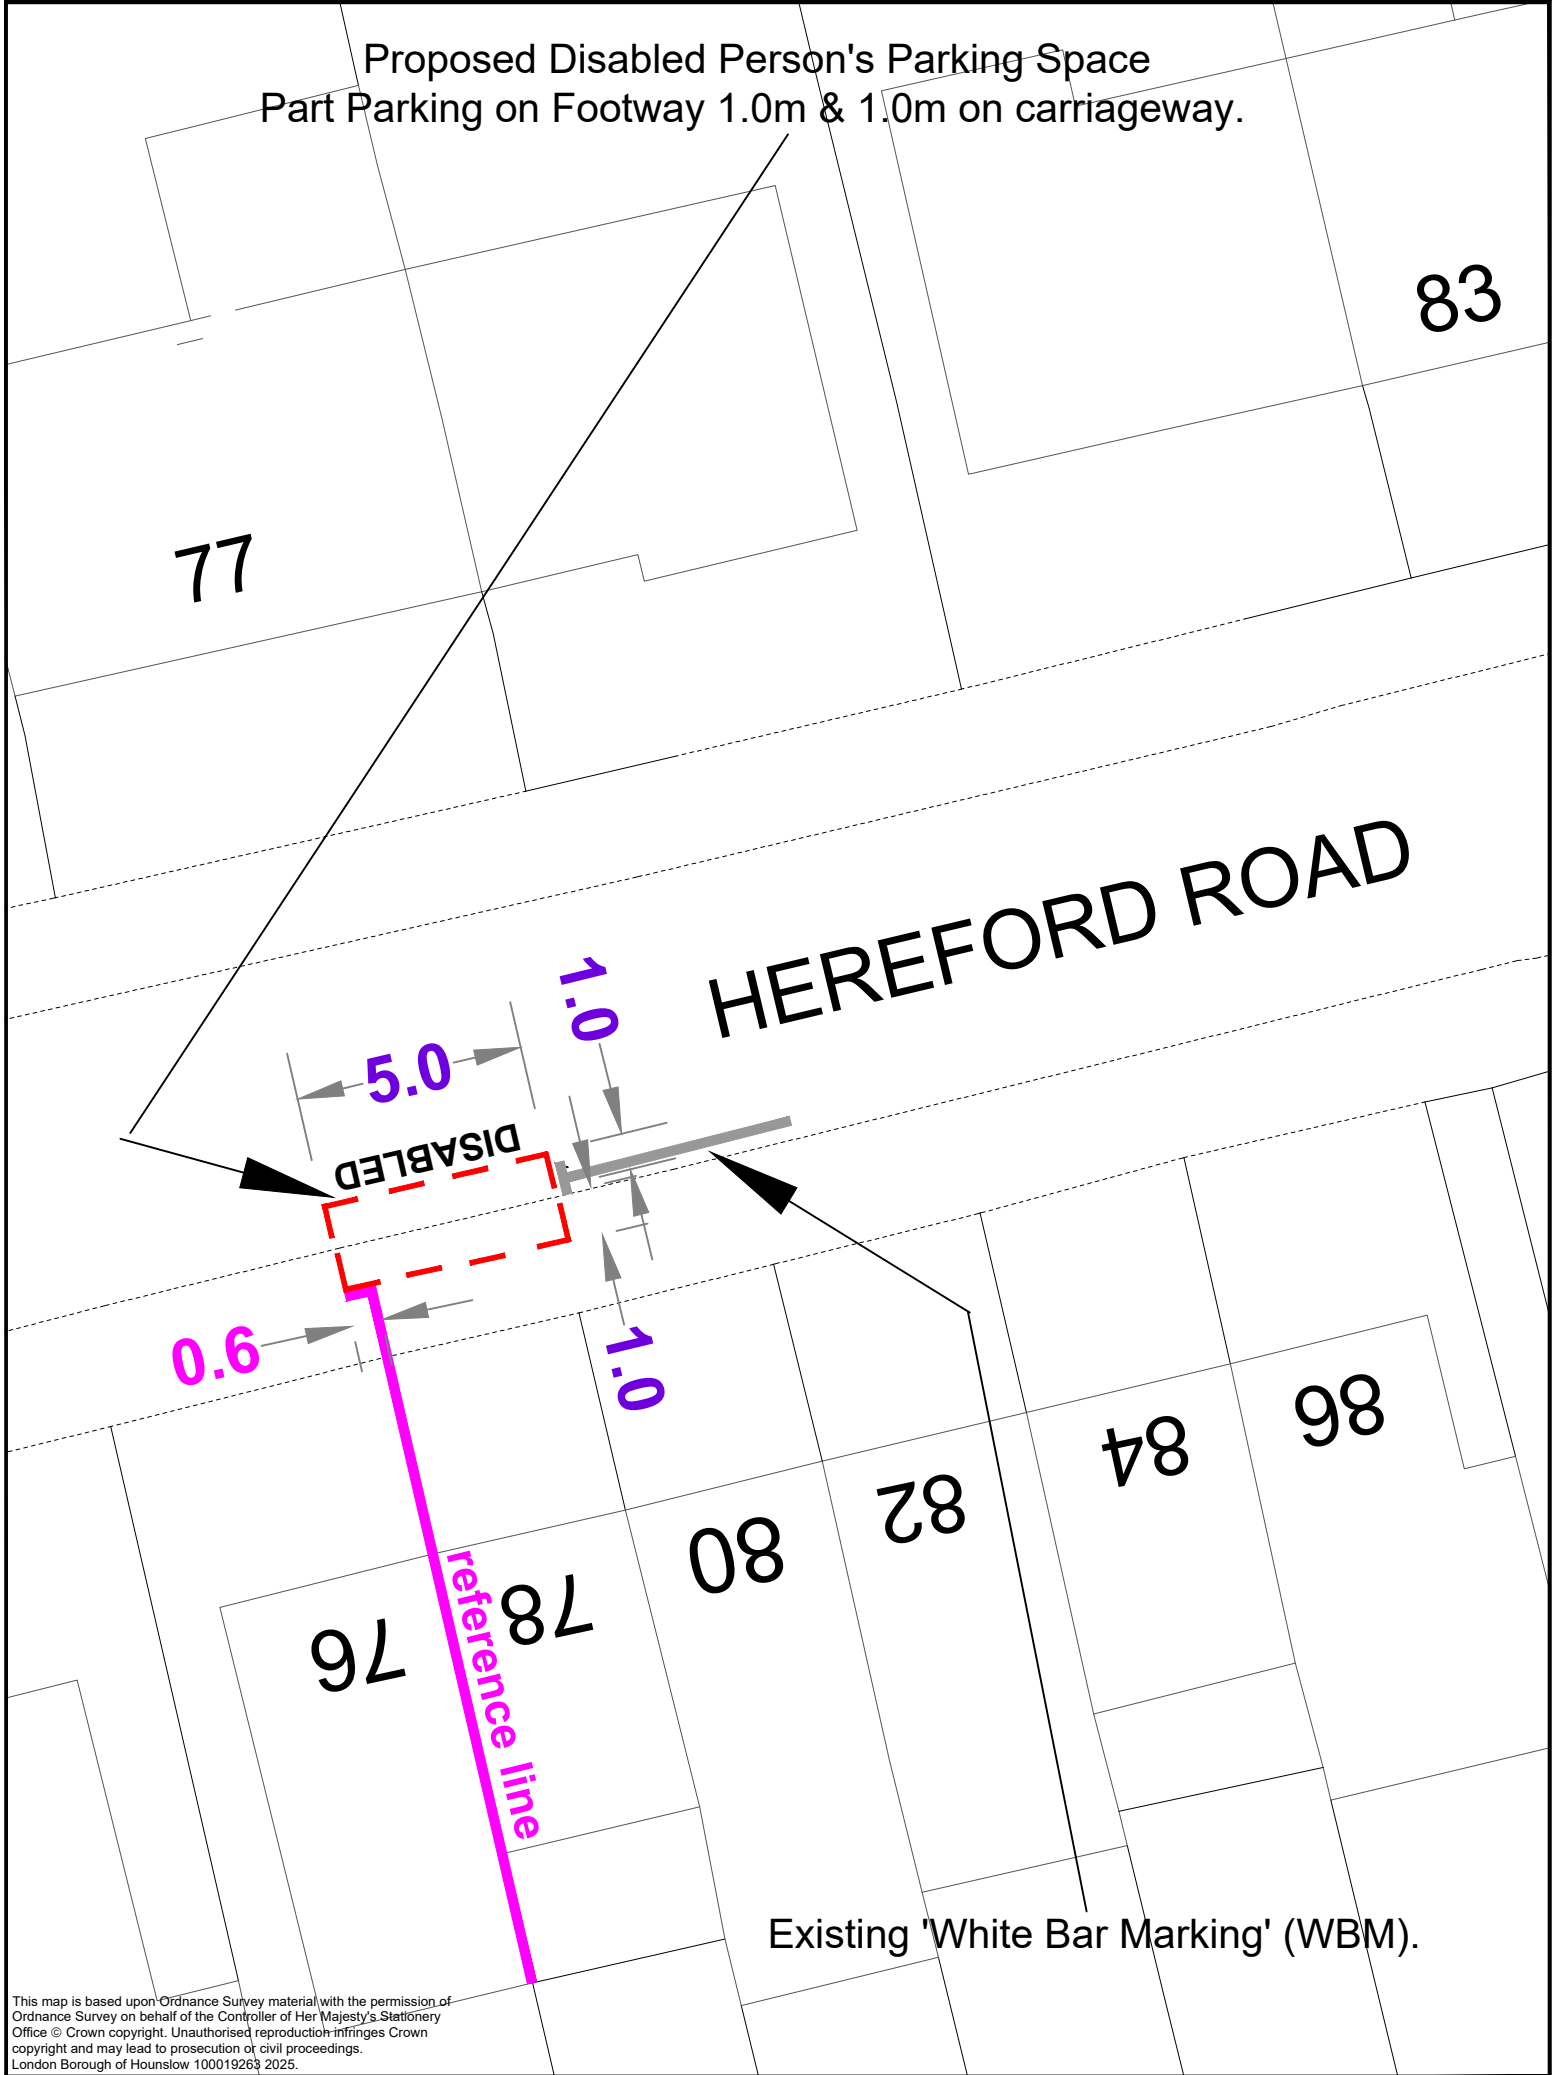 Proposed Disabled Person's Parking Space
Part Parking on Footway 1.0m & 1.0m on carriageway.
83
77
HEREFORD ROAD
1.0
5.0
DISABLED
0.6
1.0
86
84
82
80
78
76
reference line
Existing 'White Bar Marking' (WBM).
This map is based upon Ordnance Survey material with the permission of
Ordnance Survey on behalf of the Controller of Her Majesty's Stationery
Office © Crown copyright. Unauthorised reproduction infringes Crown
copyright and may lead to prosecution or civil proceedings.
London Borough of Hounslow 100019263 2025.